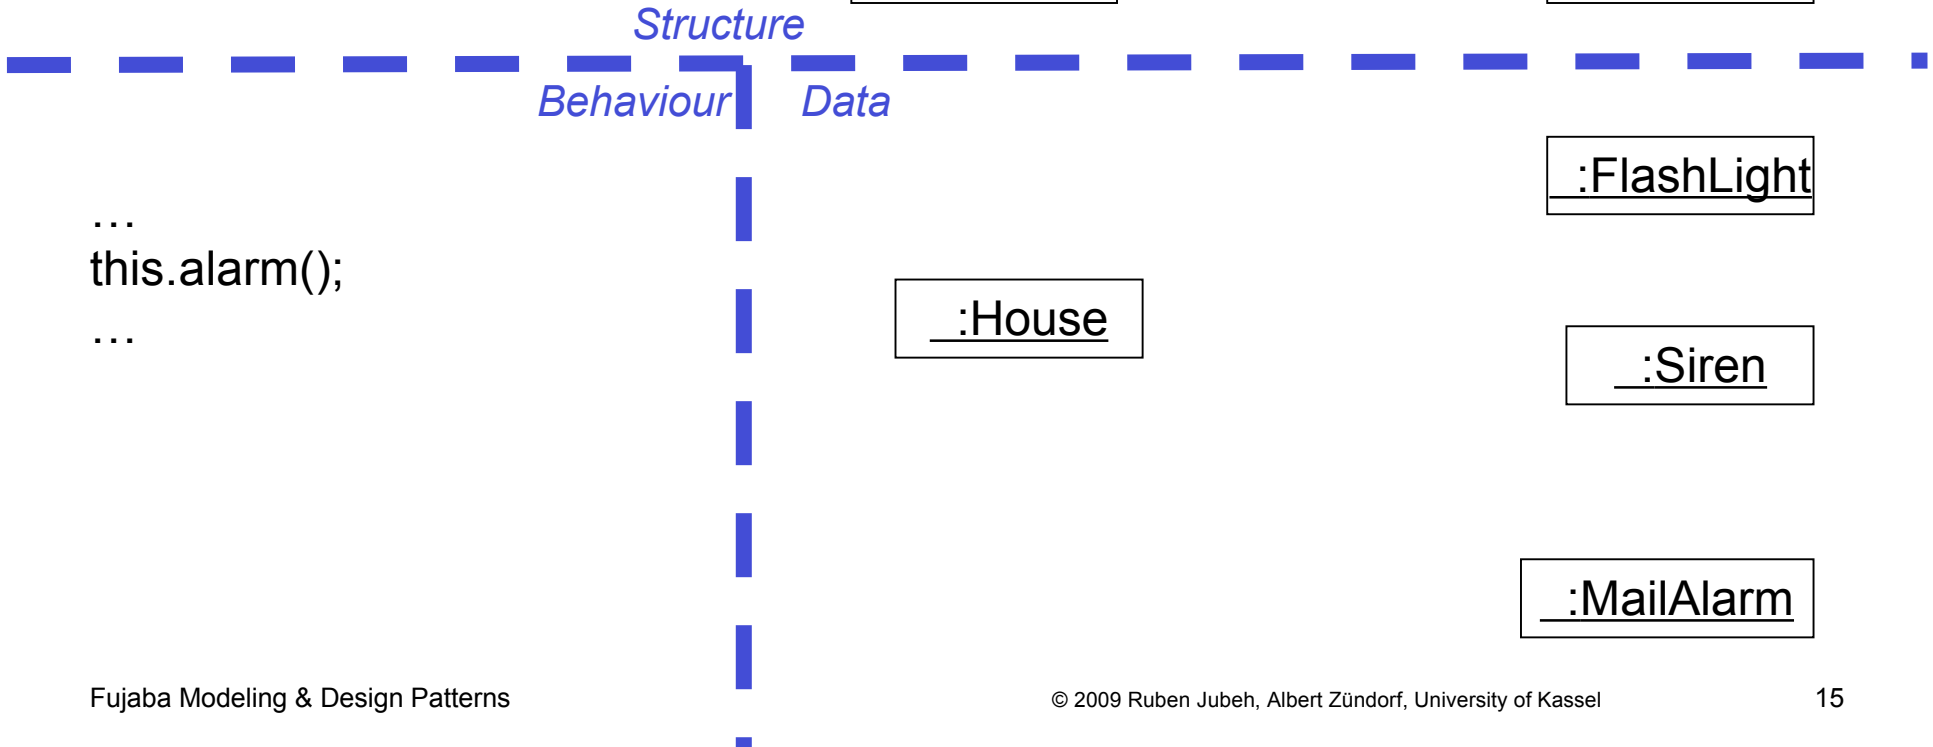 Structure
Behaviour
Data
…
this.alarm();
…
:House
:FlashLight
:Siren
:MailAlarm
Fujaba Modeling & Design Patterns
© 2009 Ruben Jubeh, Albert Zündorf, University of Kassel
15